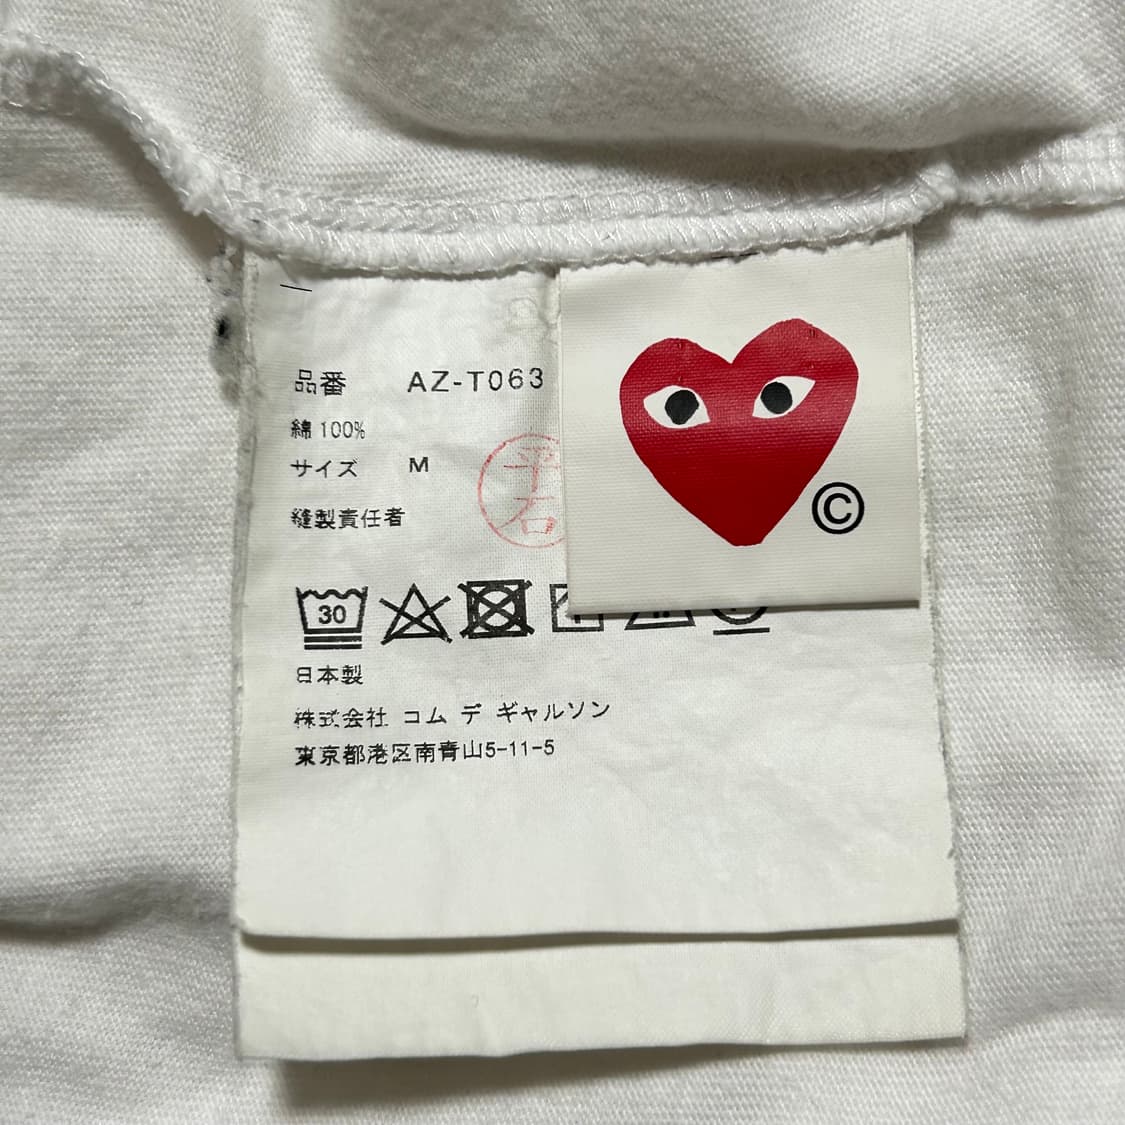 品番 AZ-T063
綿 100%
サイズ M
縫製責任者 平石
30
日本製
株式会社 コム デ ギャルソン
東京都港区南青山5-11-5
©